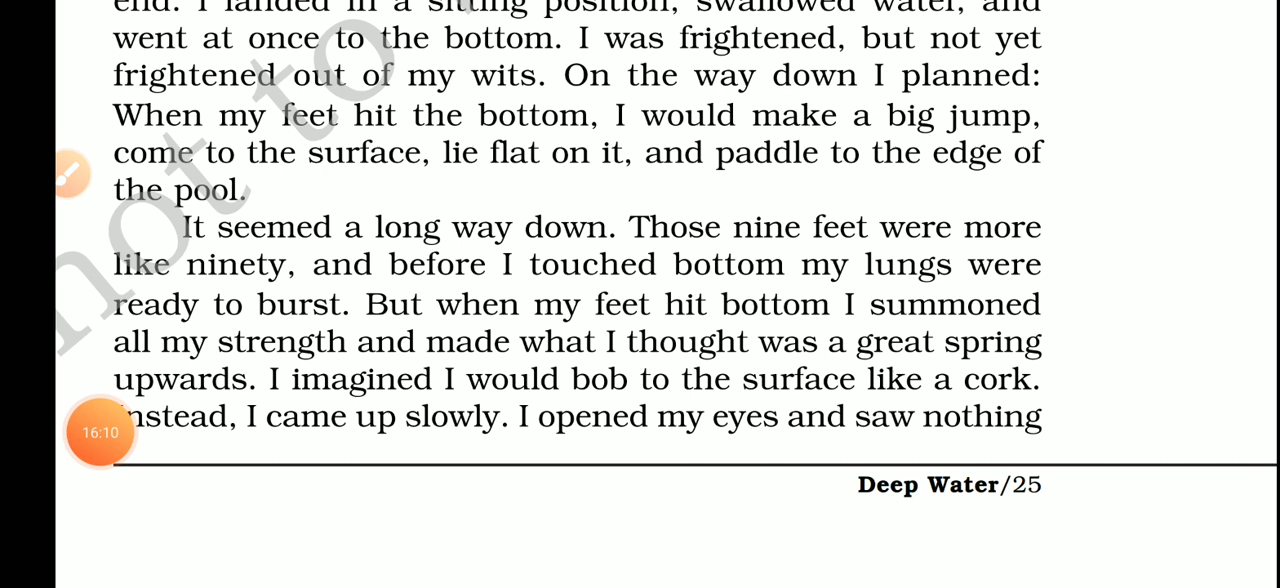 end. I landed in a sitting position, swallowed water, and
went at once to the bottom. I was frightened, but not yet
frightened out of my wits. On the way down I planned:
When my feet hit the bottom, I would make a big jump,
come to the surface, lie flat on it, and paddle to the edge of
the pool.
It seemed a long way down. Those nine feet were more
like ninety, and before I touched bottom my lungs were
ready to burst. But when my feet hit bottom I summoned
all my strength and made what I thought was a great spring
upwards. I imagined I would bob to the surface like a cork.
Instead, I came up slowly. I opened my eyes and saw nothing
16:10
Deep Water/25
not to